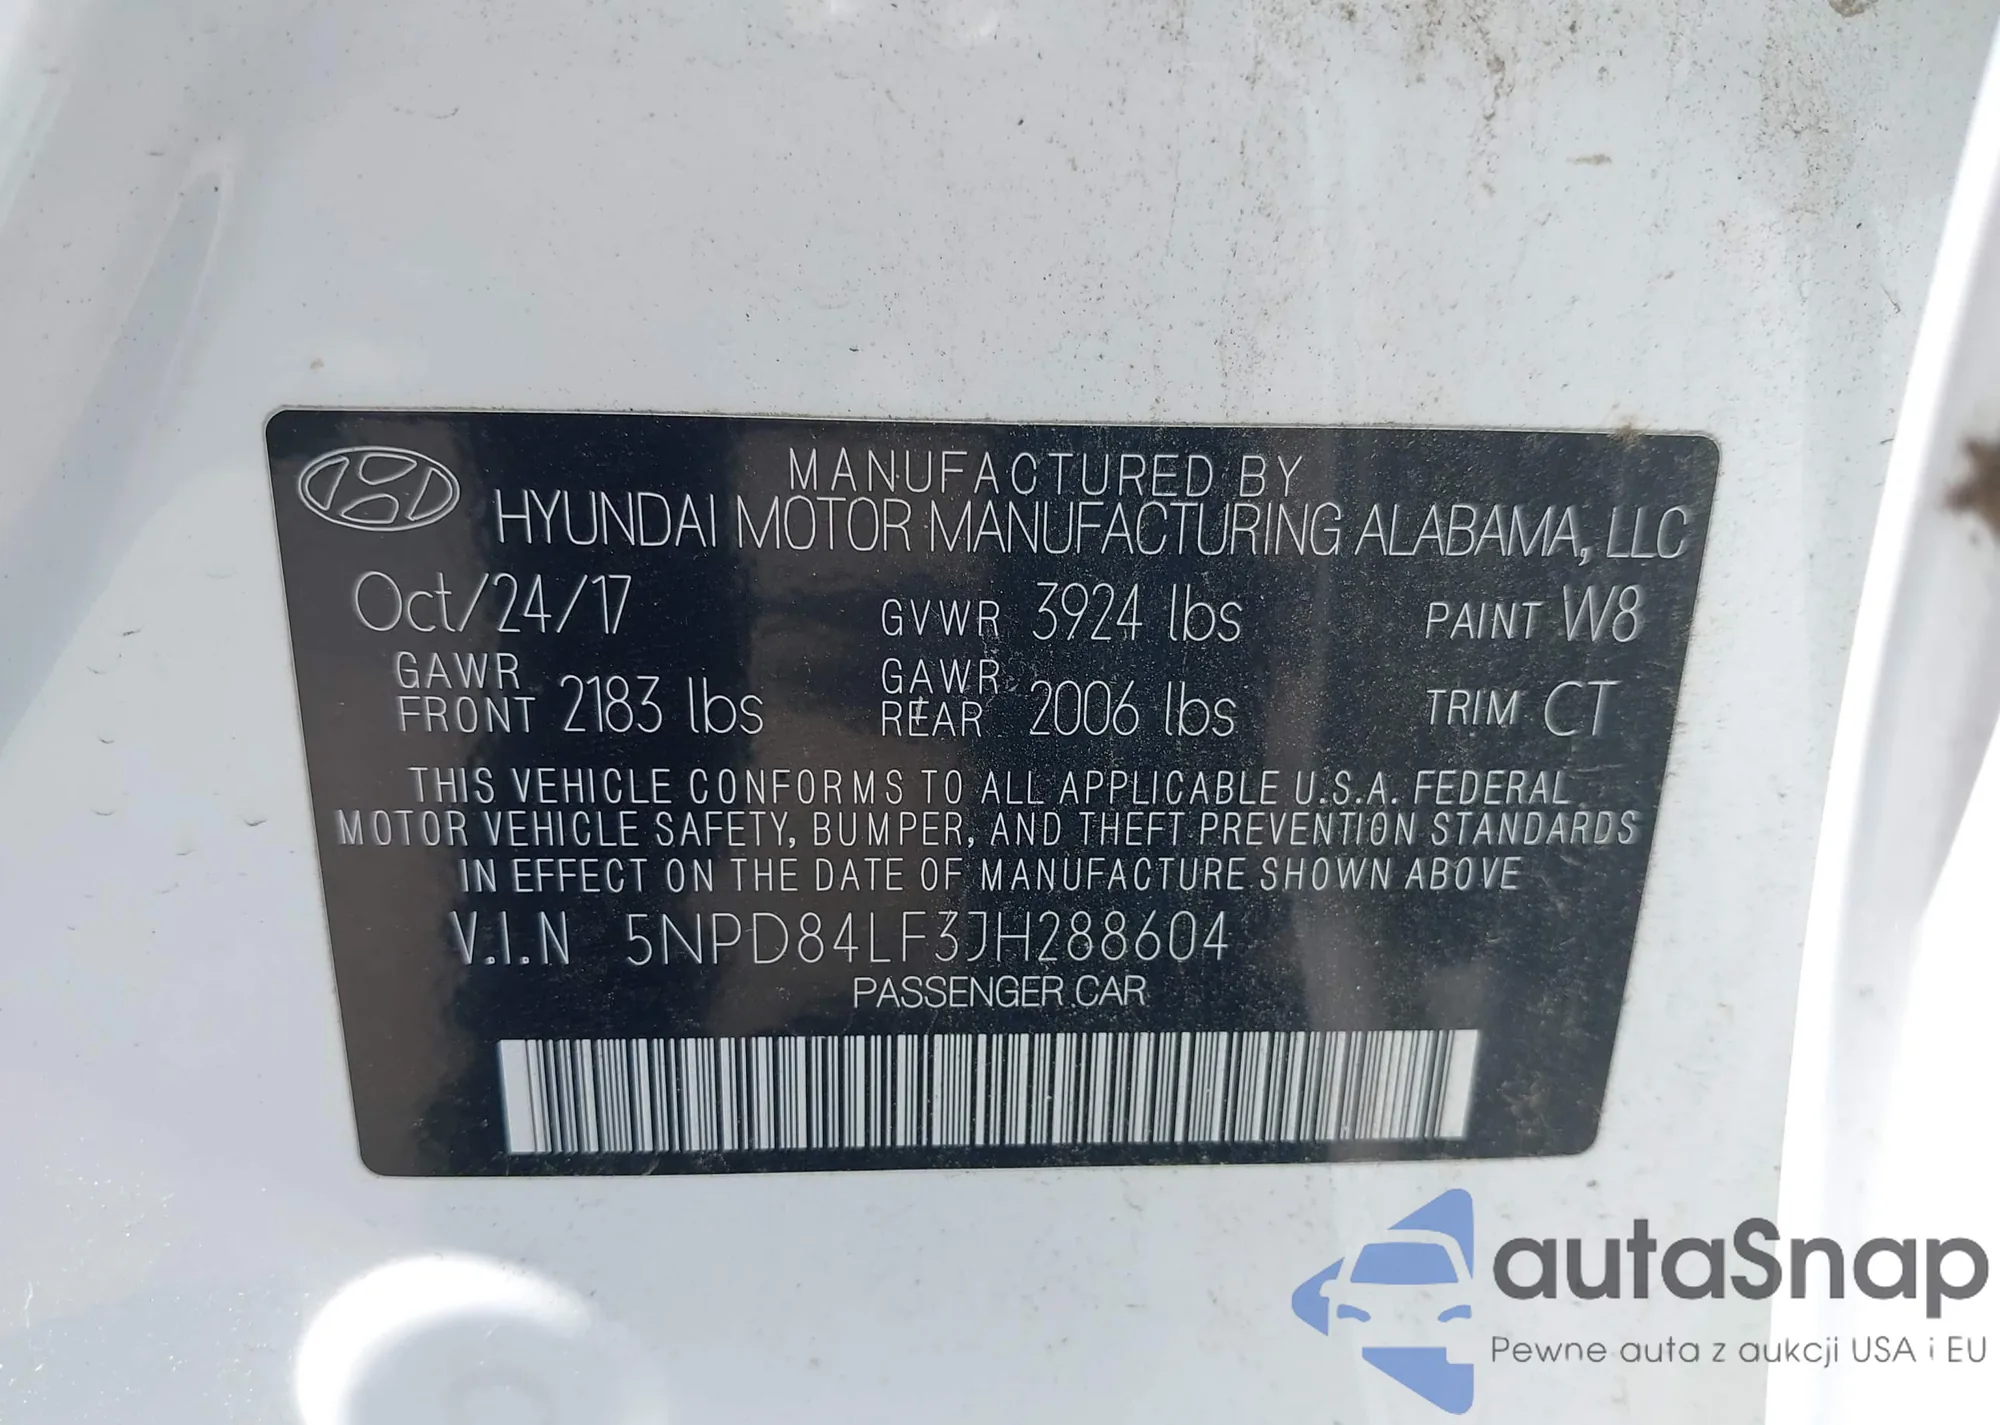 MANUFACTURED BY
HYUNDAI MOTOR MANUFACTURING ALABAMA, LLC
Oct/24/17 GVWR 3924 lbs PAINT W8
GAWR FRONT 2183 lbs GAWR REAR 2006 lbs TRIM CT
THIS VEHICLE CONFORMS TO ALL APPLICABLE U.S.A. FEDERAL
MOTOR VEHICLE SAFETY, BUMPER, AND THEFT PREVENTION STANDARDS
IN EFFECT ON THE DATE OF MANUFACTURE SHOWN ABOVE
V.I.N 5NPD84LF3JH288604
PASSENGER CAR
autaSnap
Pewne auta z aukcji USA i EU